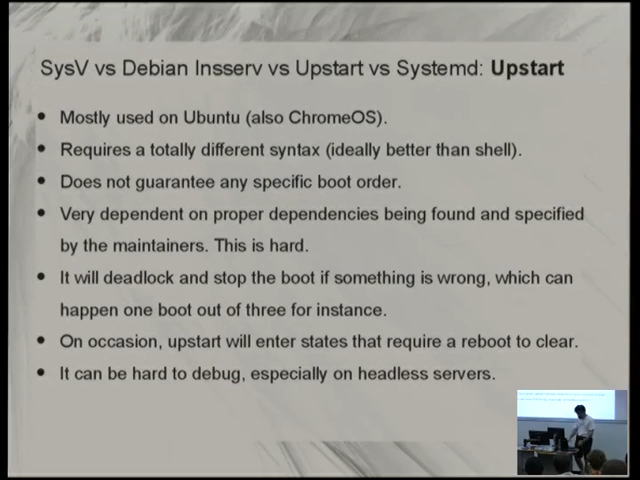 SysV vs Debian Insserv vs Upstart vs Systemd: Upstart
Mostly used on Ubuntu (also ChromeOS).
Requires a totally different syntax (ideally better than shell).
Does not guarantee any specific boot order.
Very dependent on proper dependencies being found and specified
by the maintainers. This is hard.
It will deadlock and stop the boot if something is wrong, which can
happen one boot out of three for instance.
On occasion, upstart will enter states that require a reboot to clear.
It can be hard to debug, especially on headless servers.